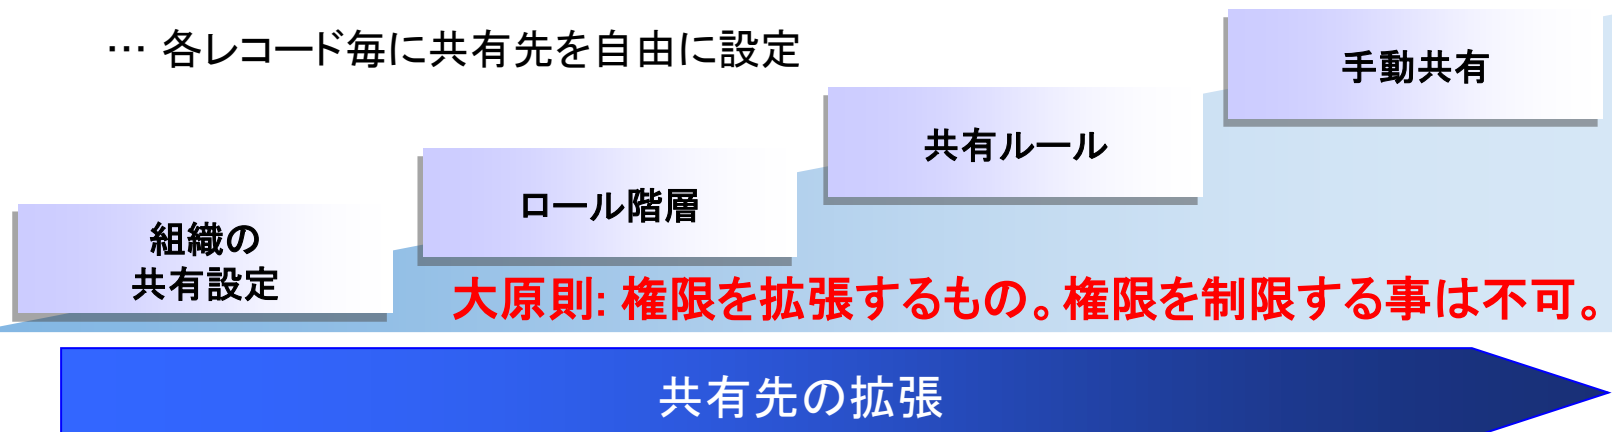 … 各レコード毎に共有先を自由に設定
手動共有
共有ルール
ロール階層
組織の
共有設定
大原則: 権限を拡張するもの。権限を制限する事は不可。
共有先の拡張